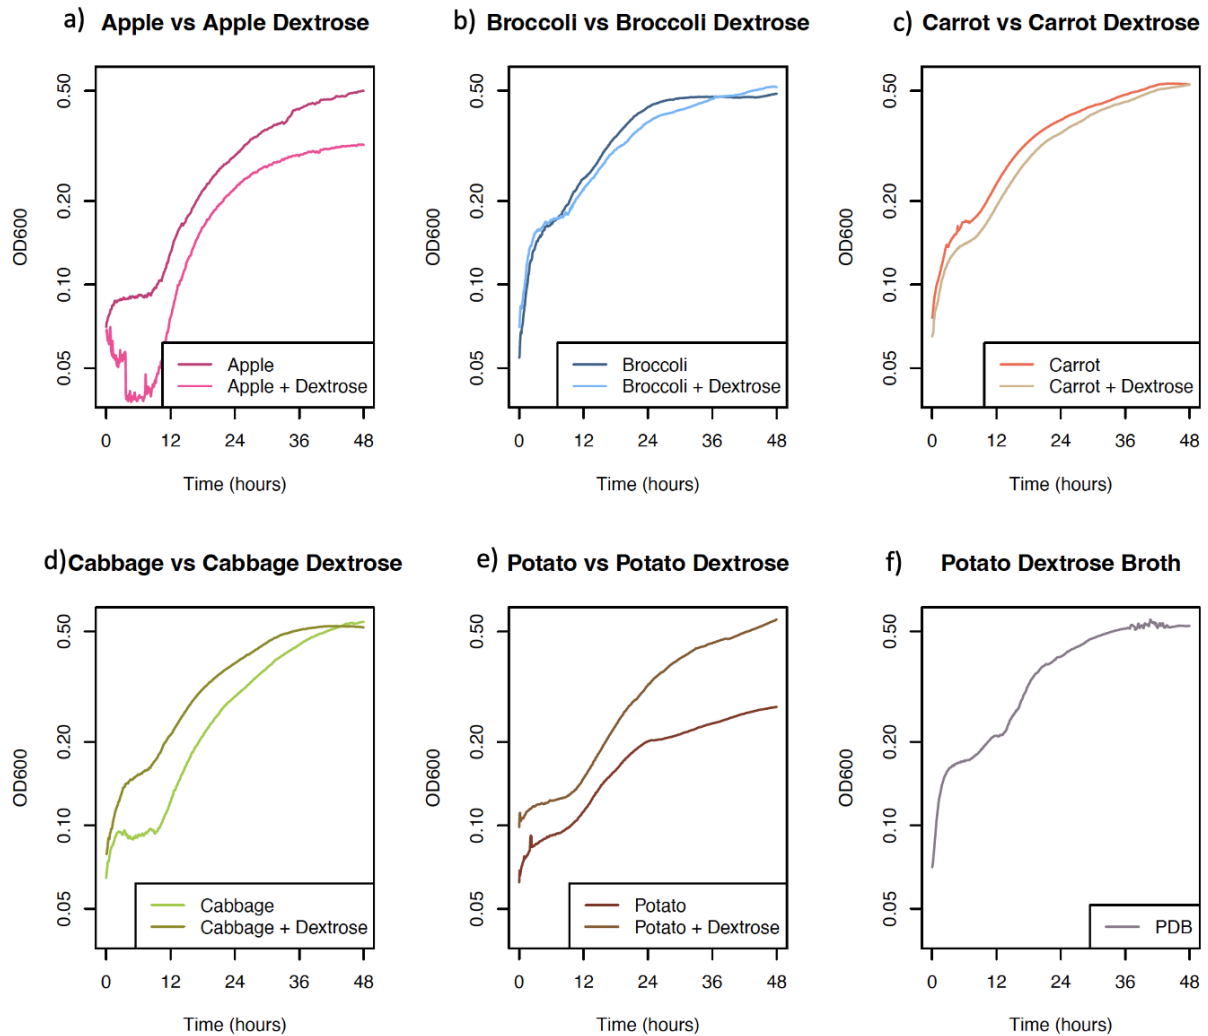 a) Apple vs Apple Dextrose
OD600
0.50
0.20
0.10
0.05
Apple
Apple + Dextrose
0 12 24 36 48
Time (hours)
b) Broccoli vs Broccoli Dextrose
OD600
0.50
0.20
0.10
0.05
Broccoli
Broccoli + Dextrose
0 12 24 36 48
Time (hours)
c) Carrot vs Carrot Dextrose
OD600
0.50
0.20
0.10
0.05
Carrot
Carrot + Dextrose
0 12 24 36 48
Time (hours)
d) Cabbage vs Cabbage Dextrose
OD600
0.50
0.20
0.10
0.05
Cabbage
Cabbage + Dextrose
0 12 24 36 48
Time (hours)
e) Potato vs Potato Dextrose
OD600
0.50
0.20
0.10
0.05
Potato
Potato + Dextrose
0 12 24 36 48
Time (hours)
f) Potato Dextrose Broth
OD600
0.50
0.20
0.10
0.05
PDB
0 12 24 36 48
Time (hours)